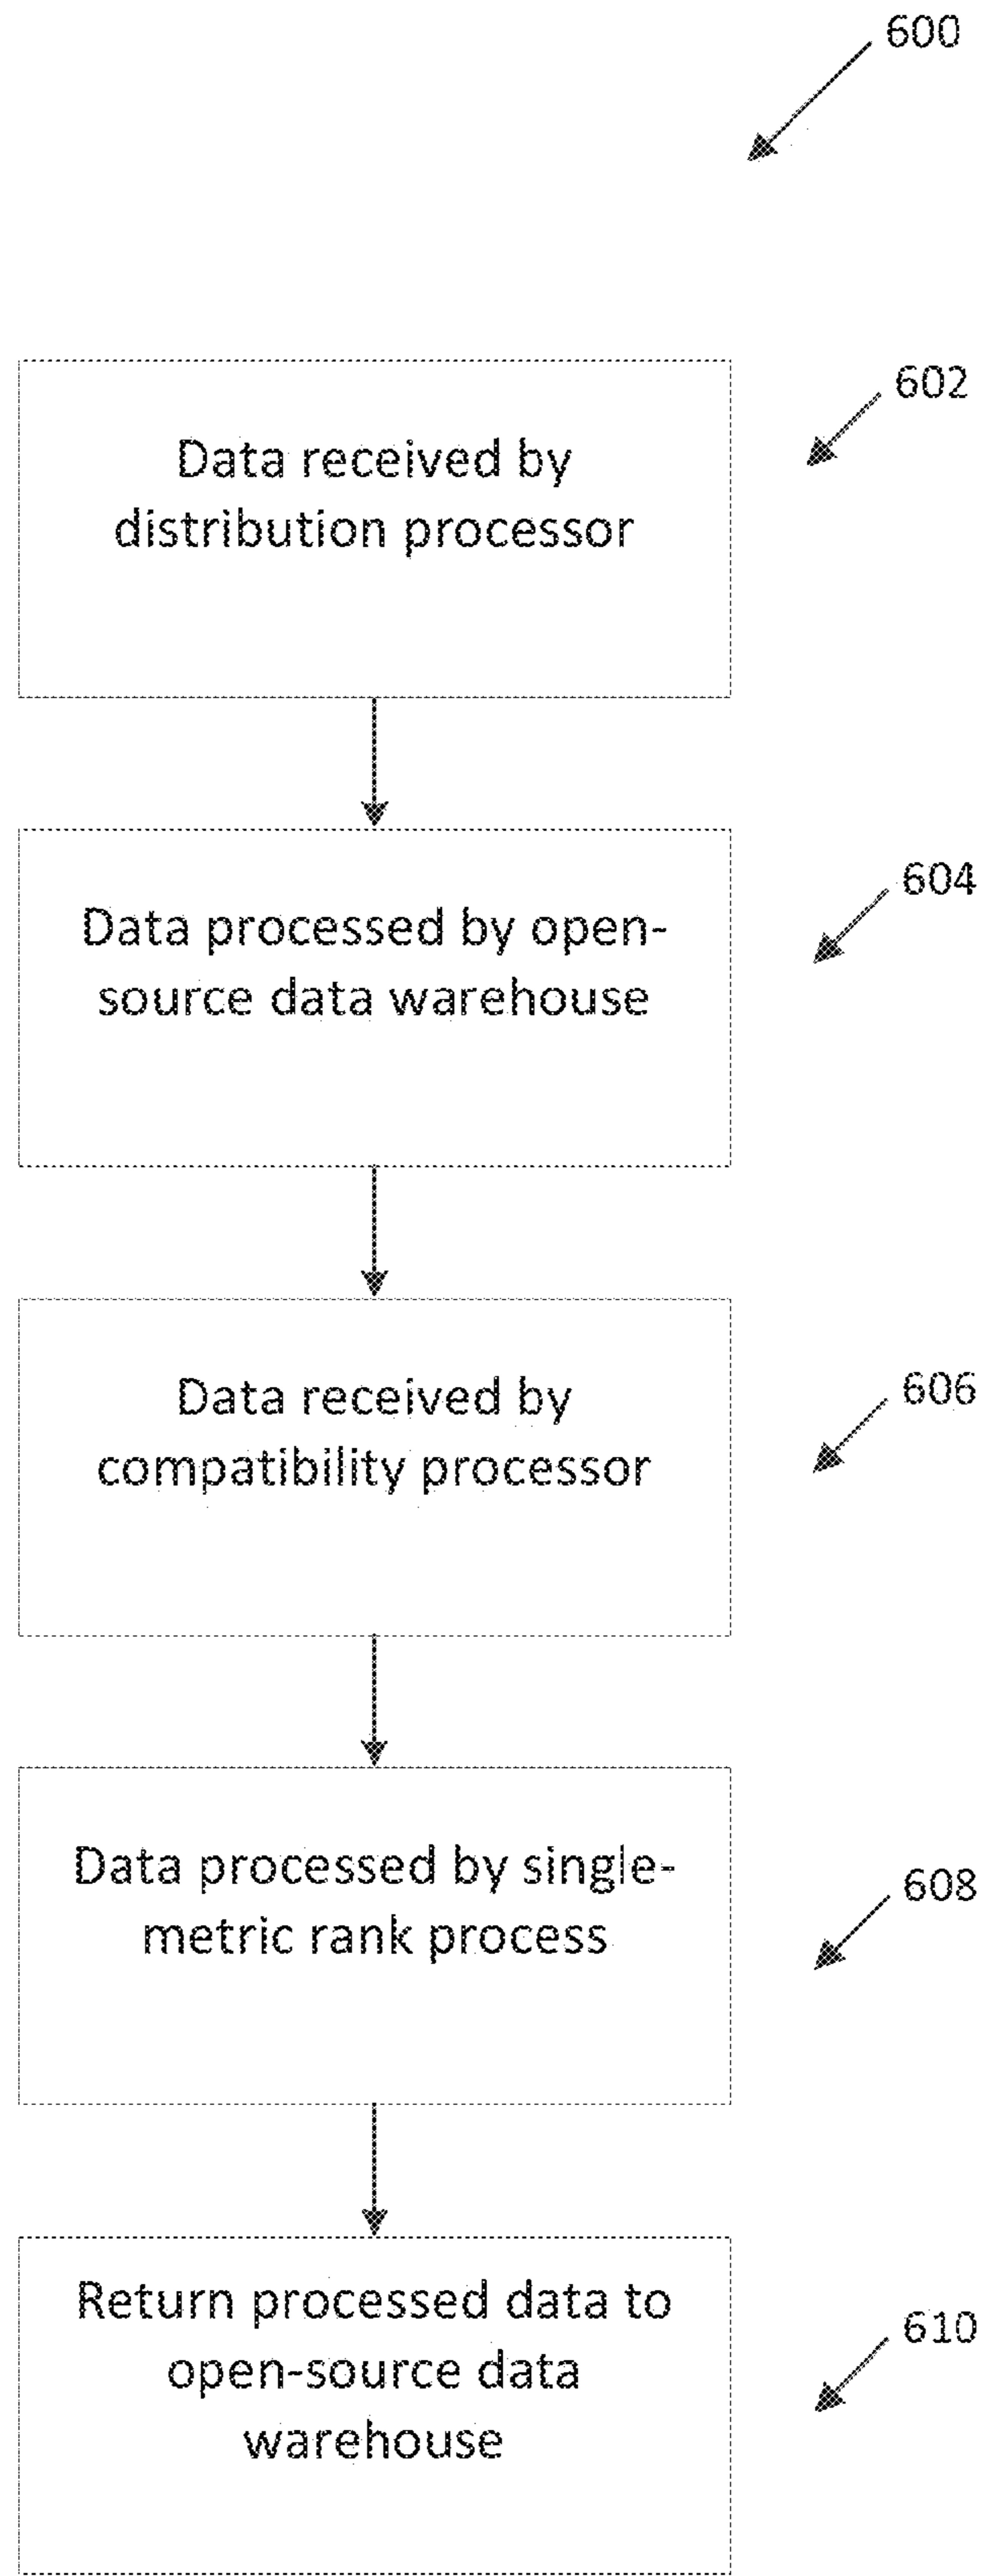 600
602
Data received by
distribution processor
604
Data processed by open-
source data warehouse
606
Data received by
compatibility processor
608
Data processed by single-
metric rank process
610
Return processed data to
open-source data
warehouse